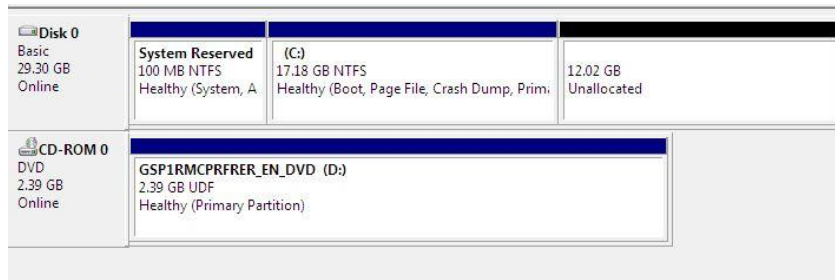 Disk 0
Basic
29.30 GB
Online
System Reserved
100 MB NTFS
Healthy (System, A
(C:)
17.18 GB NTFS
Healthy (Boot, Page File, Crash Dump, Prima
12.02 GB
Unallocated
CD-ROM 0
DVD
2.39 GB
Online
GSP1RMCPRFRER_EN_DVD (D:)
2.39 GB UDF
Healthy (Primary Partition)